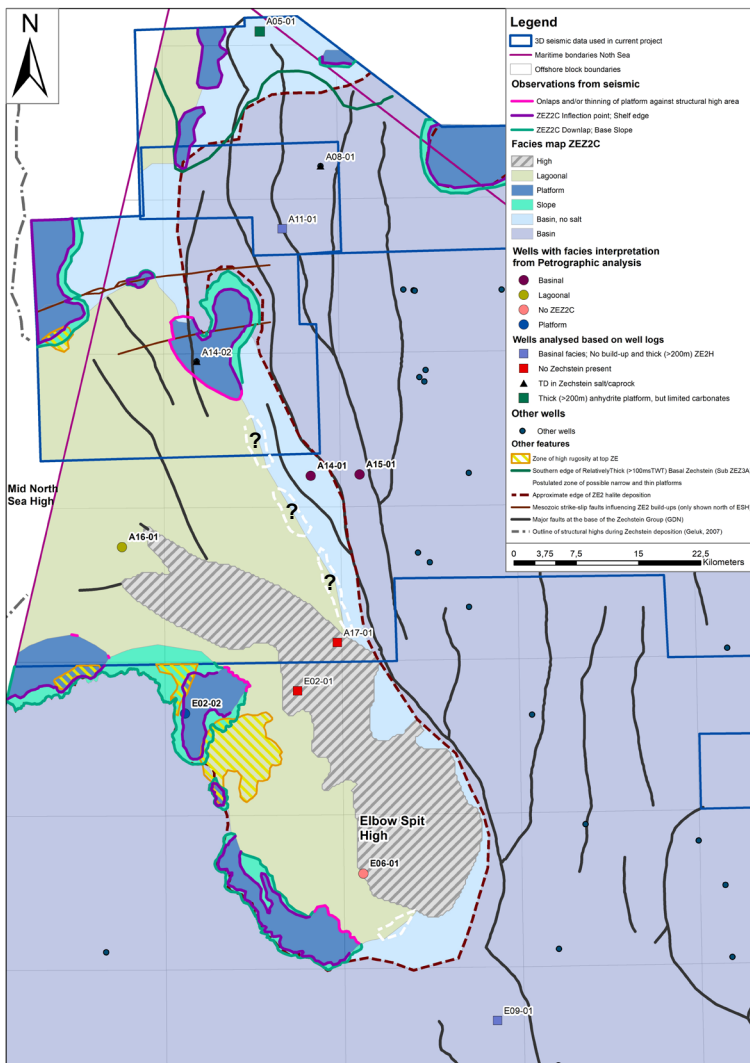 N
A05-01
A08-01
A11-01
A14-02
?
A14-01
A15-01
?
Mid North
Sea High
A16-01
?
A17-01
E02-01
E02-02
Elbow Spit
High
E06-01
E09-01
Legend
3D seismic data used in current project
Maritime bondaries Noth Sea
Offshore block boundaries
Observations from seismic
Onlaps and/or thinning of platform against structural high area
ZEZ2C Inflection point; Shelf edge
ZEZ2C Downlap; Base Slope
Facies map ZEZ2C
High
Lagoonal
Platform
Slope
Basin, no salt
Basin
Wells with facies interpretation
from Petrographic analysis
Basinal
Lagoonal
No ZEZ2C
Platform
Wells analysed based on well logs
Basinal facies; No build-up and thick (>200m) ZE2H
No Zechstein present
TD in Zechstein salt/caprock
Thick (>200m) anhydrite platform, but limited carbonates
Other wells
Other wells
Other features
Zone of high rugosity at top ZE
Southern edge of RelativelyThick (>100msTWT) Basal Zechstein (Sub ZEZ3A)
Postulated zone of possible narrow and thin platforms
Approximate edge of ZE2 halite deposition
Mesozoic strike-slip faults influencing ZE2 build-ups (only shown north of ESH)
Major faults at the base of the Zechstein Group (GDN)
Outline of structural highs during Zechstein deposition (Geluk, 2007)
0 3,75 7,5 15 22,5
Kilometers